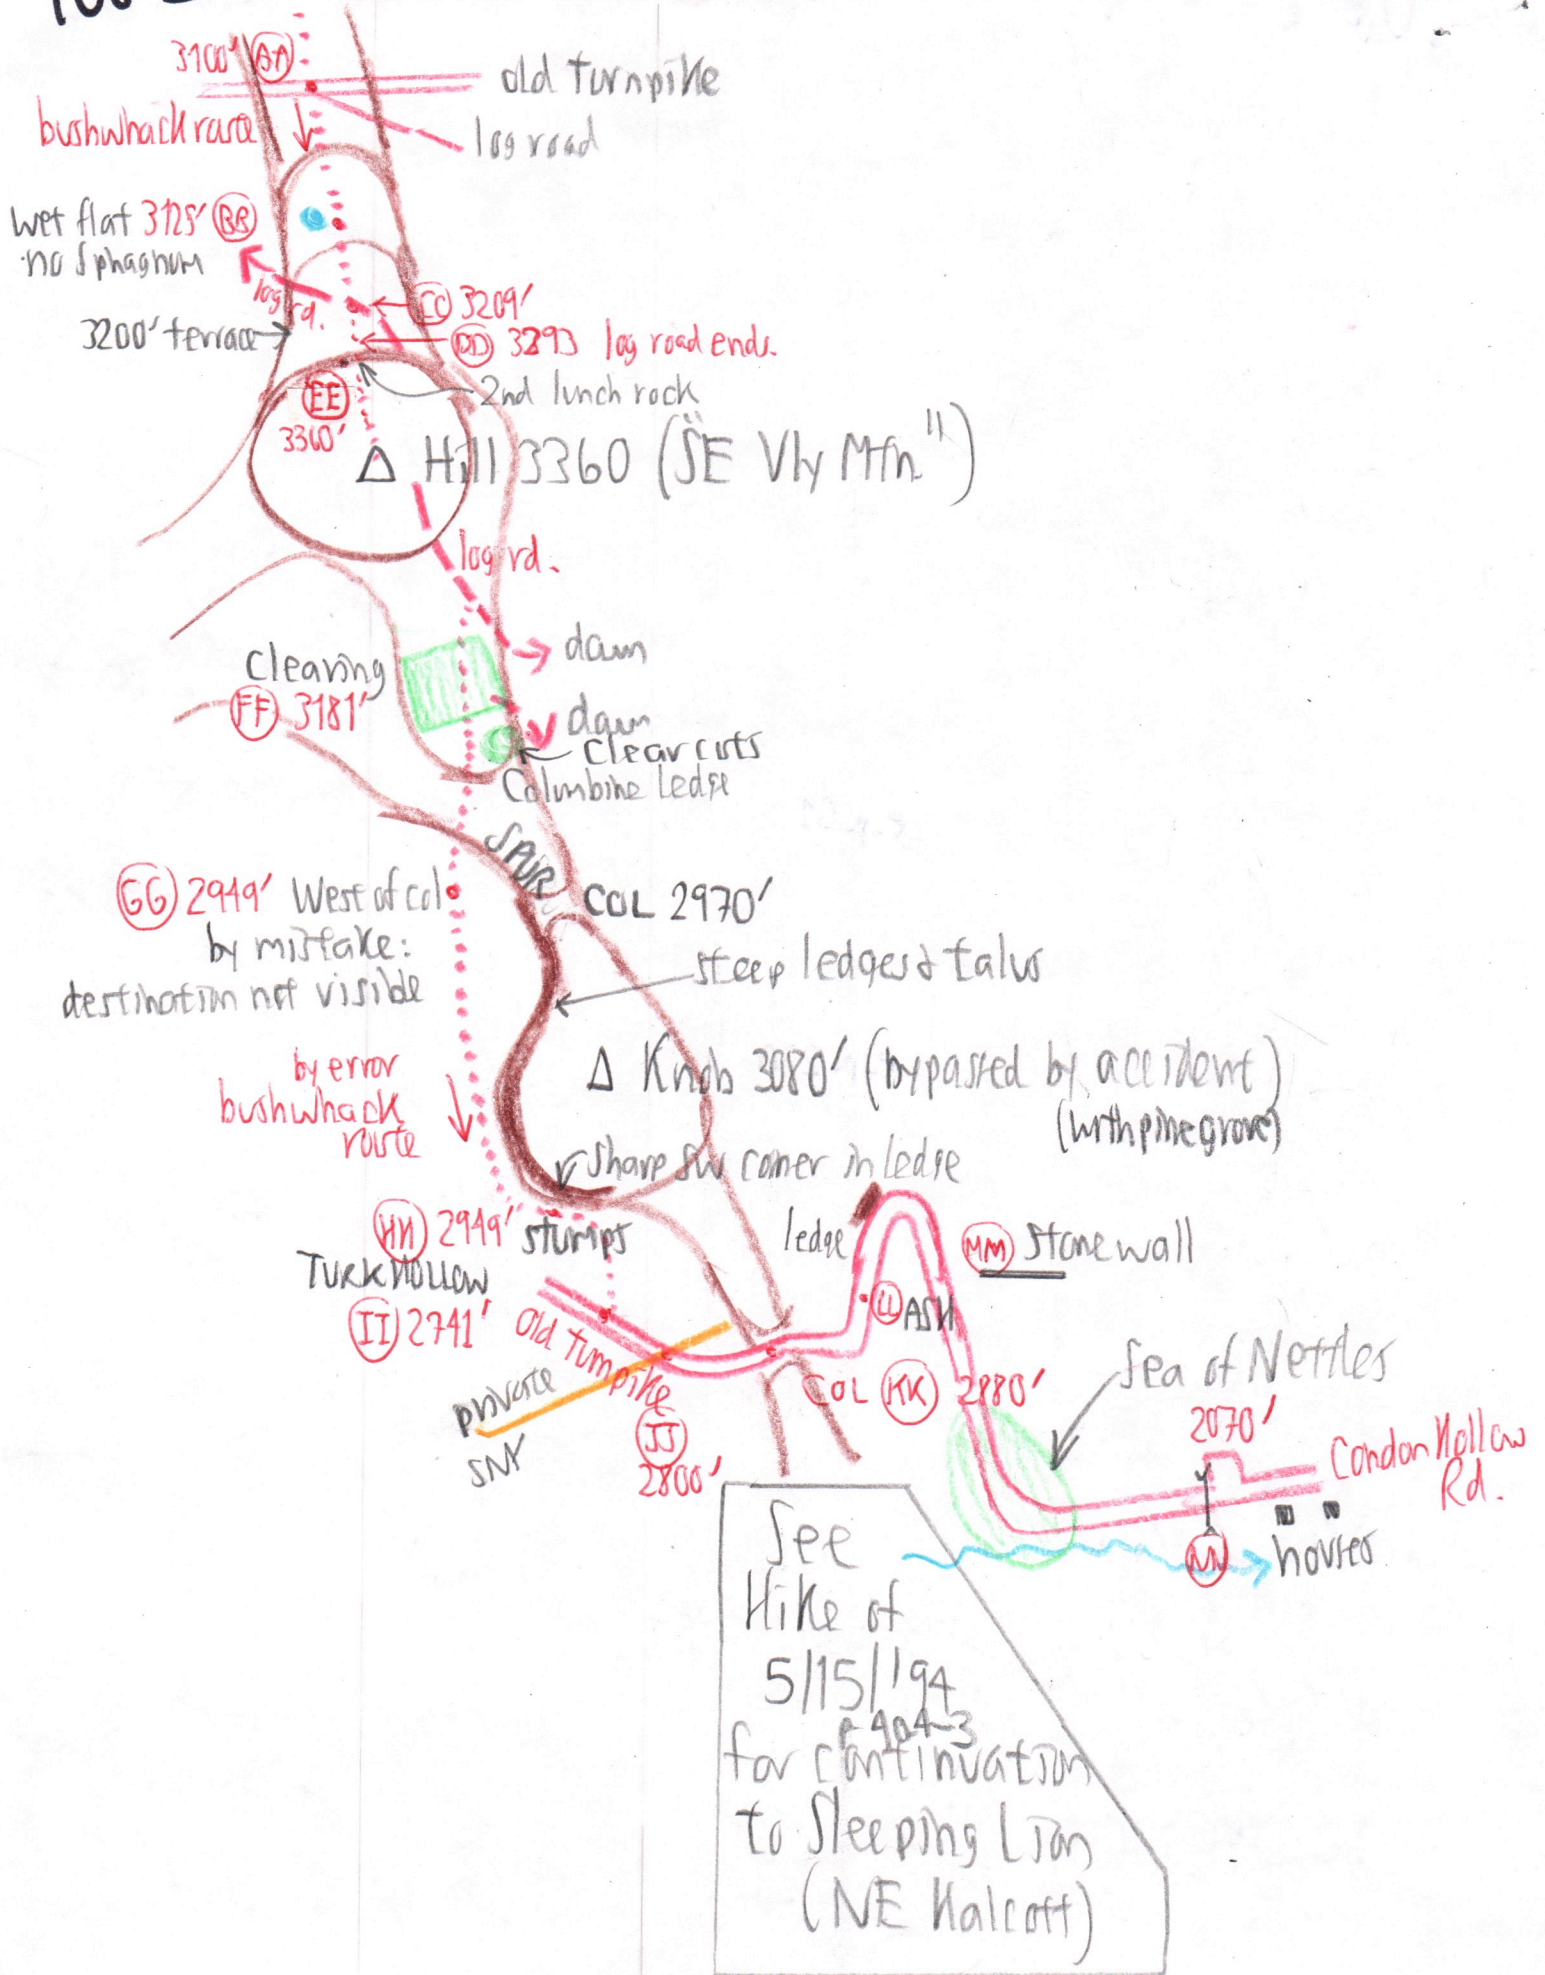 3100' AA
old turnpike
bushwhack route
log road
wet flat 3125' BB
no sphagnum
log rd.
CC 3209'
3200' terrace
DD 3293 log road ends.
2nd lunch rock
EE
3360'
Δ Hill 3360 ("SE Vly Mtn.")
log rd.
dawn
Clearing
FF 3181'
dawn
clear cuts
Columbine Ledge
SPUR
GG 2949' West of col
COL 2970'
by mistake:
destination not visible
steep ledges & talus
by error
bushwhack
route
Δ Knob 3080' (bypassed by accident)
(with pine grove)
sharp SW corner in ledge
HH 2949' stumps
ledge
MM Stone wall
TURK HOLLOW
II 2741'
Old turnpike
LL ASH
private
SNY
JJ
2800'
COL KK 2880'
Sea of Nettles
2070'
Condon Hollow
Rd.
NN
houses
See
Hike of
5/15/'94
p 404-3
for continuation
to Sleeping Lion
(NE Halcott)